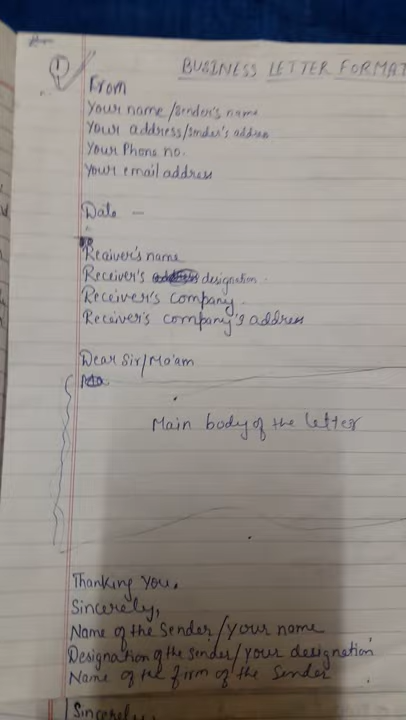 ①
BUSINESS LETTER FORMAT
From
Your name/sender's name
Your address/sender's address
Your Phone no.
Your email address
Date —
Reaiver's name
Receiver's designation.
Receiver's company.
Receiver's company's address
Dear Sir/Ma'am
Main body of the letter
Thanking you,
Sincerely,
Name of the Sender/your name
Designation of the sender/your designation
Name of the firm of the Sender
Sincerely